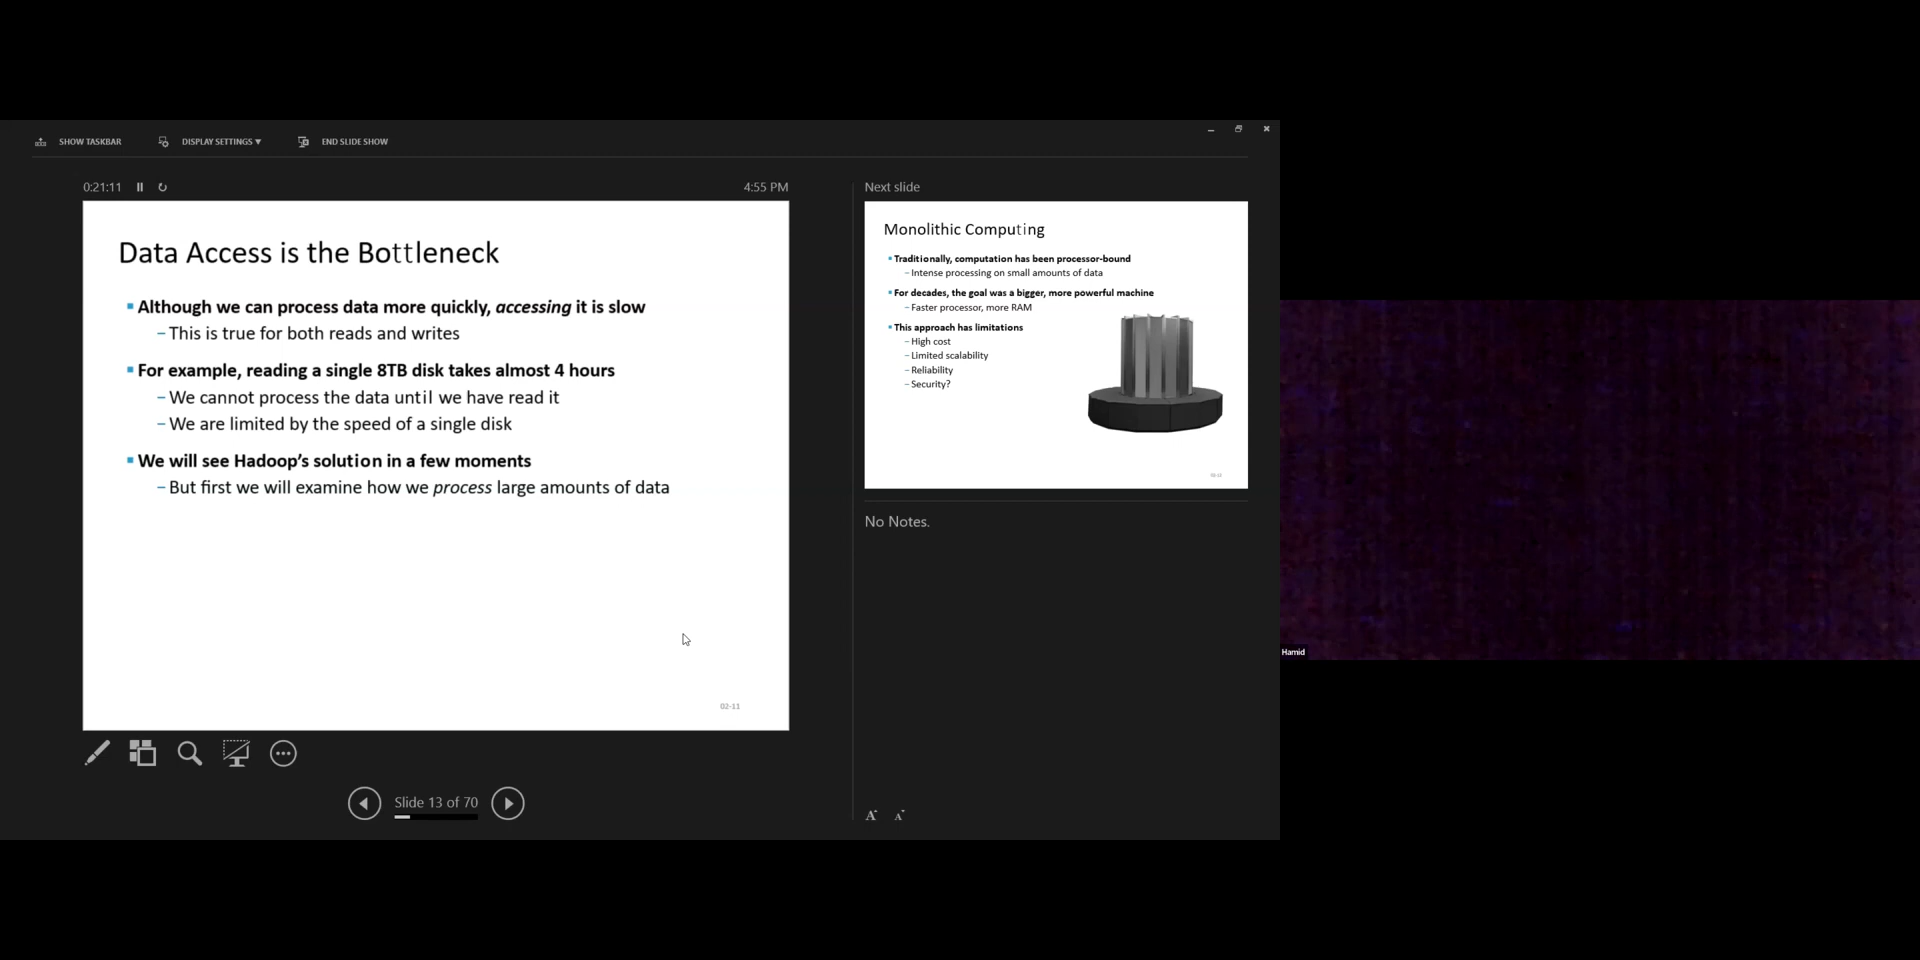 SHOW TASKBAR
DISPLAY SETTINGS ▾
END SLIDE SHOW
0:21:11
4:55 PM
Data Access is the Bottleneck
Although we can process data more quickly, accessing it is slow
– This is true for both reads and writes
For example, reading a single 8TB disk takes almost 4 hours
– We cannot process the data until we have read it
– We are limited by the speed of a single disk
We will see Hadoop's solution in a few moments
– But first we will examine how we process large amounts of data
02-11
Slide 13 of 70
Next slide
Monolithic Computing
Traditionally, computation has been processor-bound
– Intense processing on small amounts of data
For decades, the goal was a bigger, more powerful machine
– Faster processor, more RAM
This approach has limitations
– High cost
– Limited scalability
– Reliability
– Security?
No Notes.
A A
Hamid